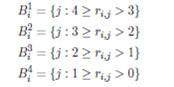 B_i^1 = {j : 4 ≥ r_{i,j} > 3}
B_i^2 = {j : 3 ≥ r_{i,j} > 2}
B_i^3 = {j : 2 ≥ r_{i,j} > 1}
B_i^4 = {j : 1 ≥ r_{i,j} > 0}